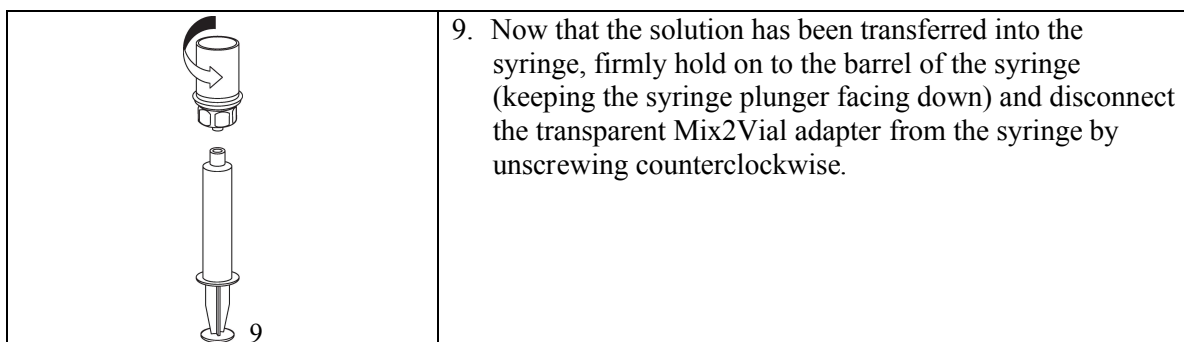 9. Now that the solution has been transferred into the
syringe, firmly hold on to the barrel of the syringe
(keeping the syringe plunger facing down) and disconnect
the transparent Mix2Vial adapter from the syringe by
unscrewing counterclockwise.
9